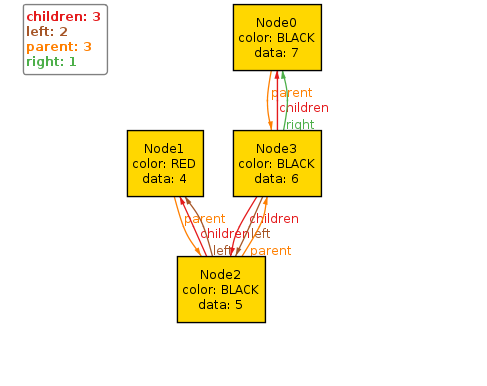 children: 3
left: 2
parent: 3
right: 1
Node0
color: BLACK
data: 7
parent
children
right
Node1
color: RED
data: 4
Node3
color: BLACK
data: 6
parent
children
children
left
left
parent
Node2
color: BLACK
data: 5